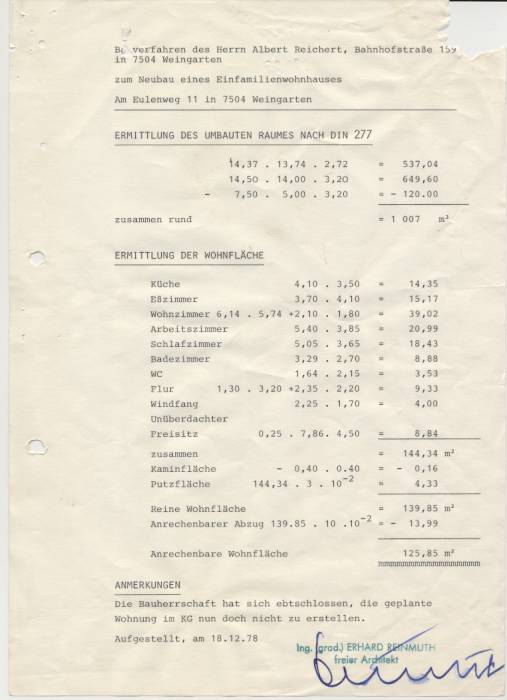 verfahren des Herrn Albert Reichert, Bahnhofstraße 159
in 7504 Weingarten
zum Neubau eines Einfamilienwohnhauses
Am Eulenweg 11 in 7504 Weingarten
ERMITTLUNG DES UMBAUTEN RAUMES NACH DIN 277
14,37 . 13,74 . 2,72 = 537,04
14,50 . 14,00 . 3,20 = 649,60
- 7,50 . 5,00 . 3,20 = - 120.00
zusammen rund = 1 007 m³
ERMITTLUNG DER WOHNFLÄCHE
Küche 4,10 . 3,50 = 14,35
Eßzimmer 3,70 . 4,10 = 15,17
Wohnzimmer 6,14 . 5,74 +2,10 . 1,80 = 39,02
Arbeitszimmer 5,40 . 3,85 = 20,99
Schlafzimmer 5,05 . 3,65 = 18,43
Badezimmer 3,29 . 2,70 = 8,88
WC 1,64 . 2,15 = 3,53
Flur 1,30 . 3,20 +2,35 . 2,20 = 9,33
Windfang 2,25 . 1,70 = 4,00
Unüberdachter
Freisitz 0,25 . 7,86. 4,50 = 8,84
zusammen = 144,34 m²
Kaminfläche - 0,40 . 0.40 = - 0,16
Putzfläche 144,34 . 3 . 10⁻² = 4,33
Reine Wohnfläche = 139,85 m²
Anrechenbarer Abzug 139.85 . 10 .10⁻² = - 13,99
Anrechenbare Wohnfläche 125,85 m²
ANMERKUNGEN
Die Bauherrschaft hat sich ebtschlossen, die geplante
Wohnung im KG nun doch nicht zu erstellen.
Aufgestellt, am 18.12.78
Ing. (grad.) ERHARD REINMUTH
freier Architekt